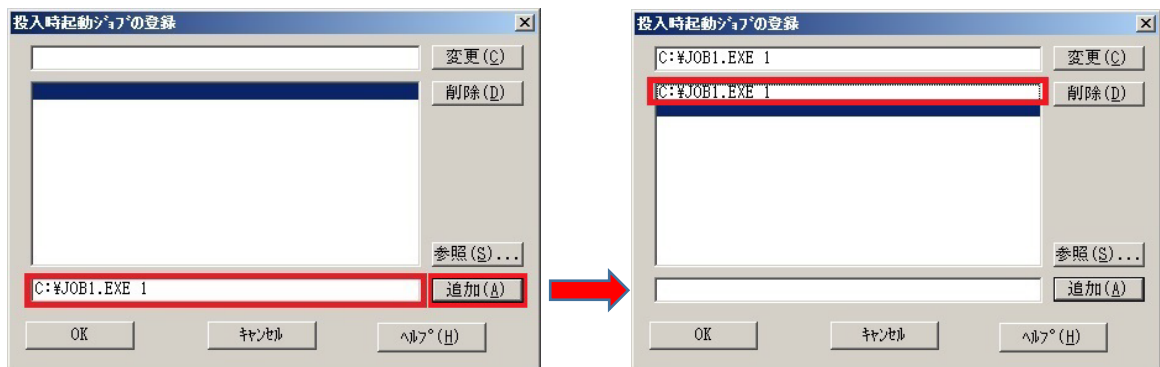 投入時起動ｼﾞｮﾌﾞの登録
変更(C)
削除(D)
参照(S)...
C:¥JOB1.EXE 1
追加(A)
OK
ｷｬﾝｾﾙ
ﾍﾙﾌﾟ(H)
投入時起動ｼﾞｮﾌﾞの登録
C:¥JOB1.EXE 1
変更(C)
C:¥JOB1.EXE 1
削除(D)
参照(S)...
追加(A)
OK
ｷｬﾝｾﾙ
ﾍﾙﾌﾟ(H)